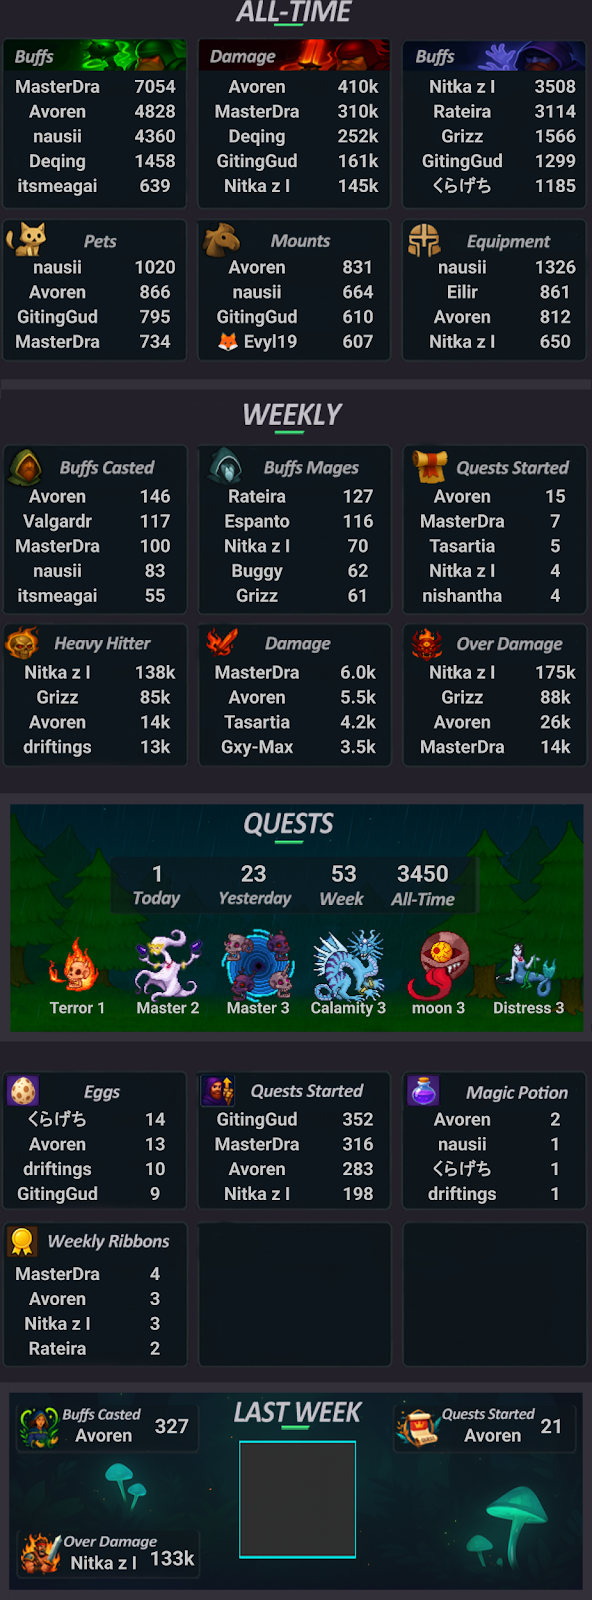 ALL-TIME
Buffs
MasterDra 7054
Avoren 4828
nausii 4360
Deqing 1458
itsmeagai 639
Damage
Avoren 410k
MasterDra 310k
Deqing 252k
GitingGud 161k
Nitka z l 145k
Buffs
Nitka z l 3508
Rateira 3114
Grizz 1566
GitingGud 1299
くらげち 1185
Pets
nausii 1020
Avoren 866
GitingGud 795
MasterDra 734
Mounts
Avoren 831
nausii 664
GitingGud 610
🦊 Evyl19 607
Equipment
nausii 1326
Eilir 861
Avoren 812
Nitka z l 650
WEEKLY
Buffs Casted
Avoren 146
Valgardr 117
MasterDra 100
nausii 83
itsmeagai 55
Buffs Mages
Rateira 127
Espanto 116
Nitka z l 70
Buggy 62
Grizz 61
Quests Started
Avoren 15
MasterDra 7
Tasartia 5
Nitka z l 4
nishantha 4
Heavy Hitter
Nitka z l 138k
Grizz 85k
Avoren 14k
driftings 13k
Damage
MasterDra 6.0k
Avoren 5.5k
Tasartia 4.2k
Gxy-Max 3.5k
Over Damage
Nitka z l 175k
Grizz 88k
Avoren 26k
MasterDra 14k
QUESTS
1 23 53 3450
Today Yesterday Week All-Time
Terror 1 Master 2 Master 3 Calamity 3 moon 3 Distress 3
Eggs
くらげち 14
Avoren 13
driftings 10
GitingGud 9
Quests Started
GitingGud 352
MasterDra 316
Avoren 283
Nitka z l 198
Magic Potion
Avoren 2
nausii 1
くらげち 1
driftings 1
Weekly Ribbons
MasterDra 4
Avoren 3
Nitka z l 3
Rateira 2
LAST WEEK
Buffs Casted
Avoren 327
Quests Started
Avoren 21
Over Damage
Nitka z l 133k